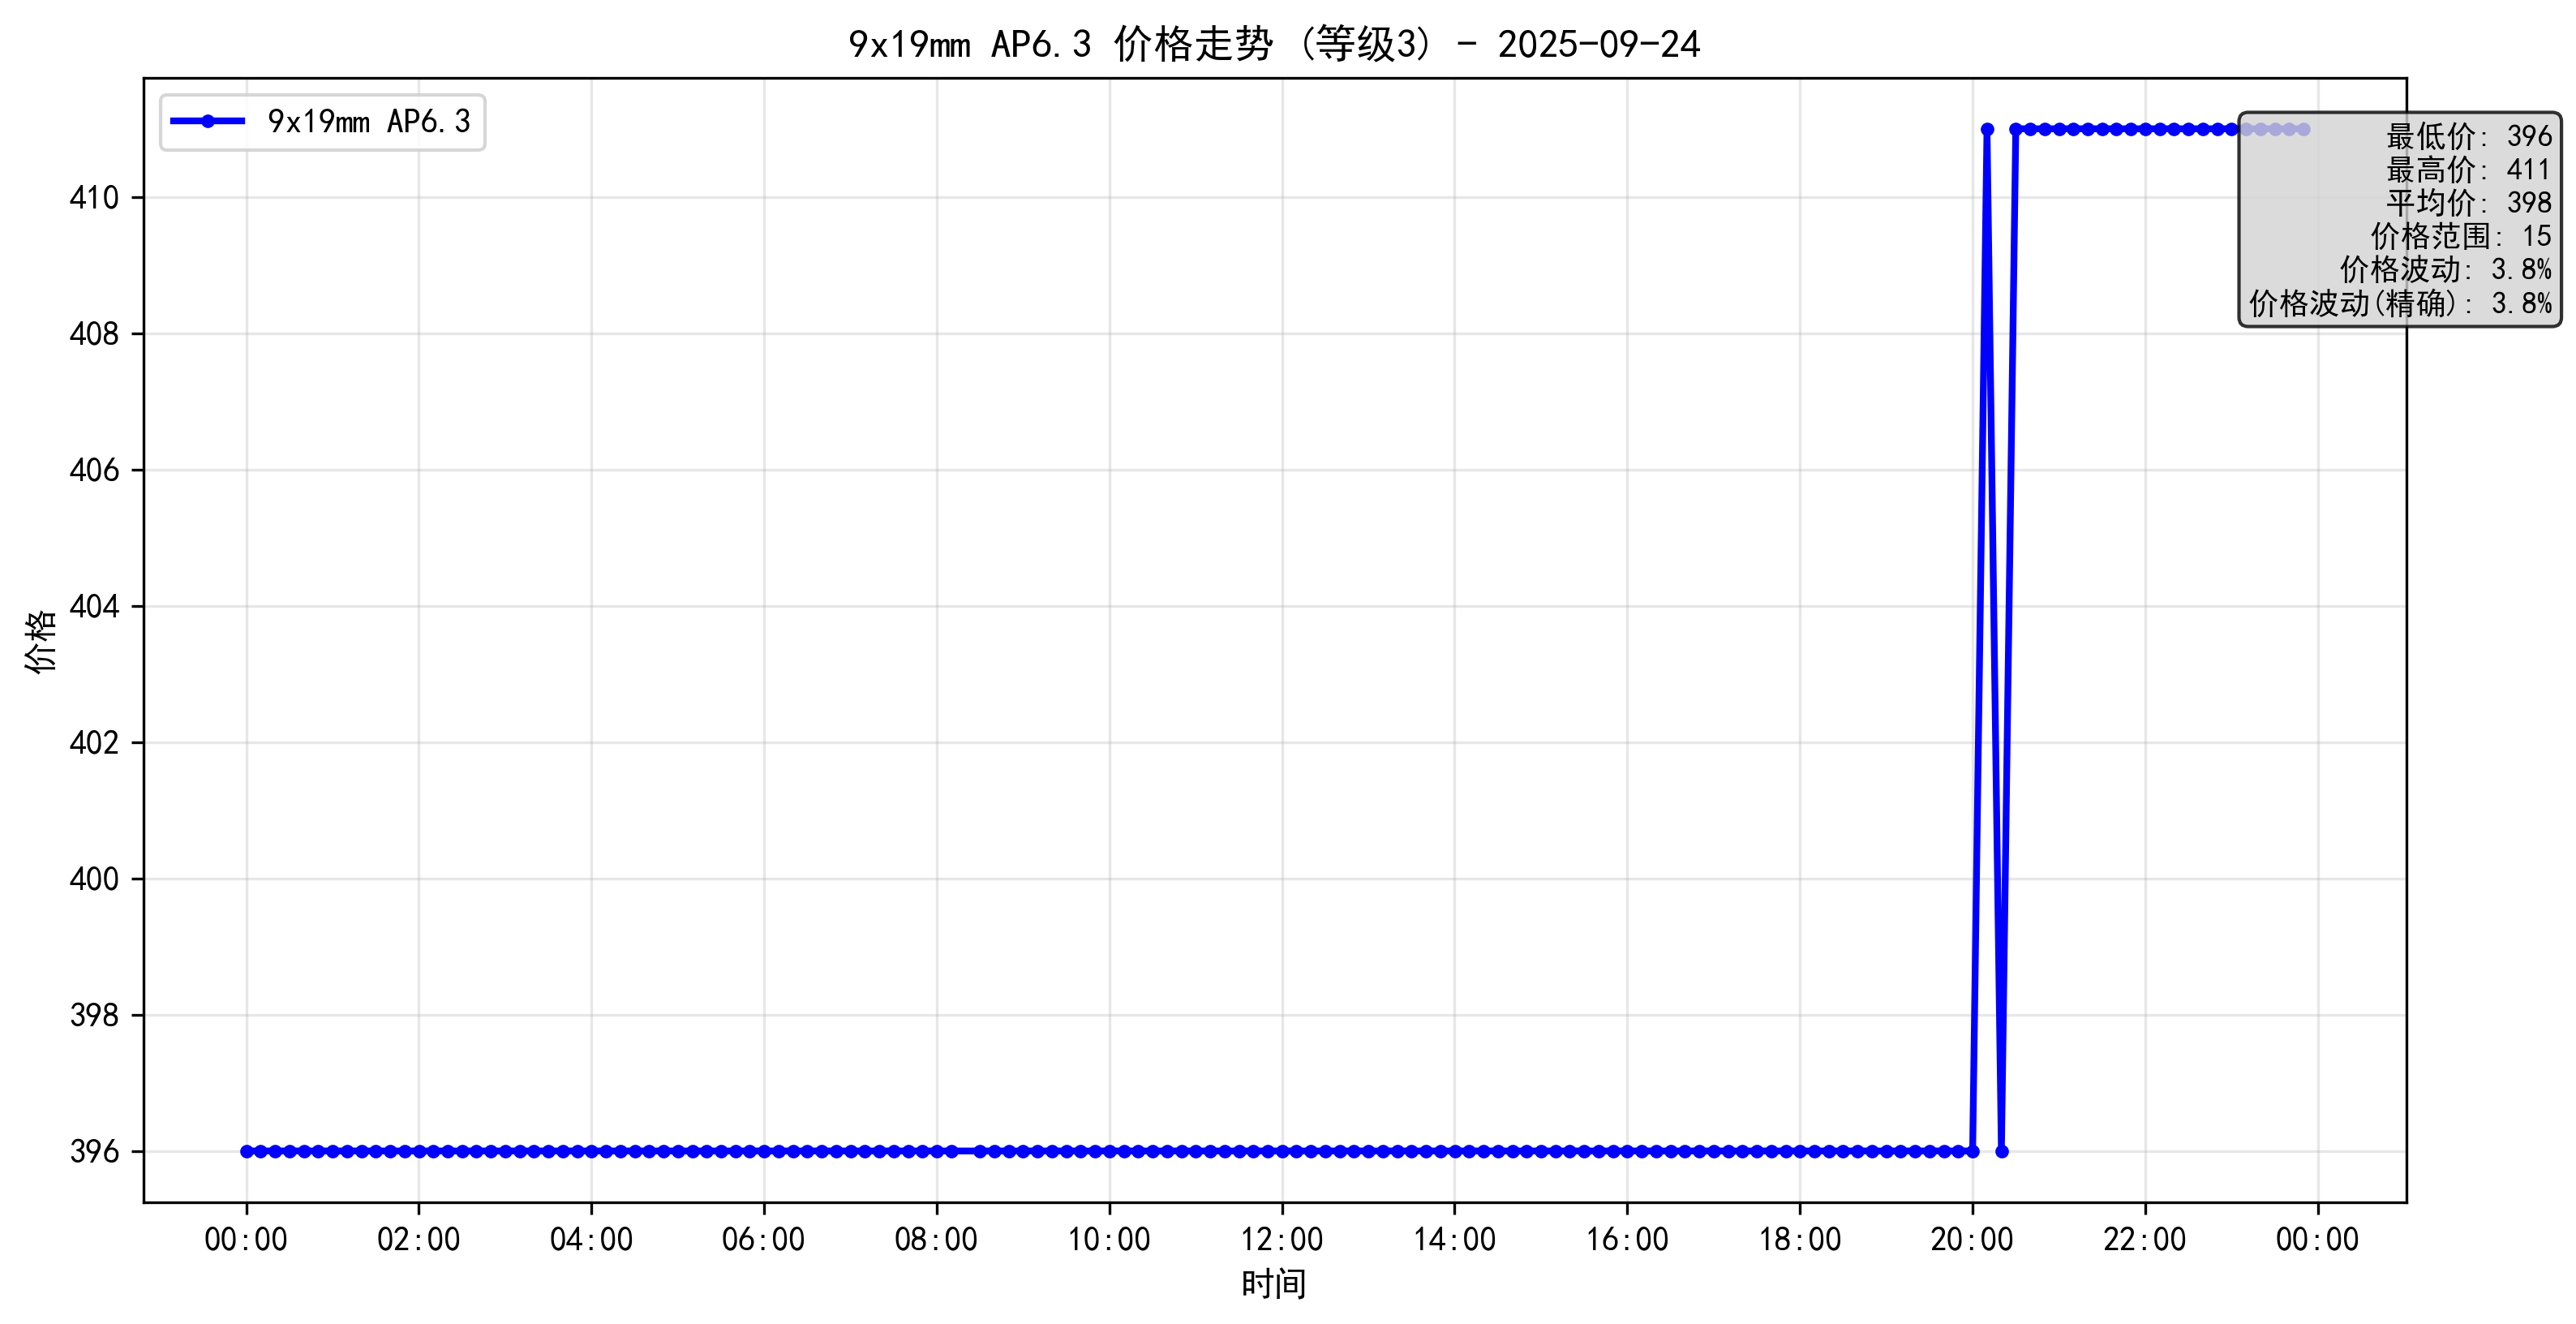 9x19mm AP6.3 价格走势 (等级3) - 2025-09-24
9x19mm AP6.3
最低价: 396
最高价: 411
平均价: 398
价格范围: 15
价格波动: 3.8%
价格波动(精确): 3.8%
价格
410
408
406
404
402
400
398
396
00:00 02:00 04:00 06:00 08:00 10:00 12:00 14:00 16:00 18:00 20:00 22:00 00:00
时间